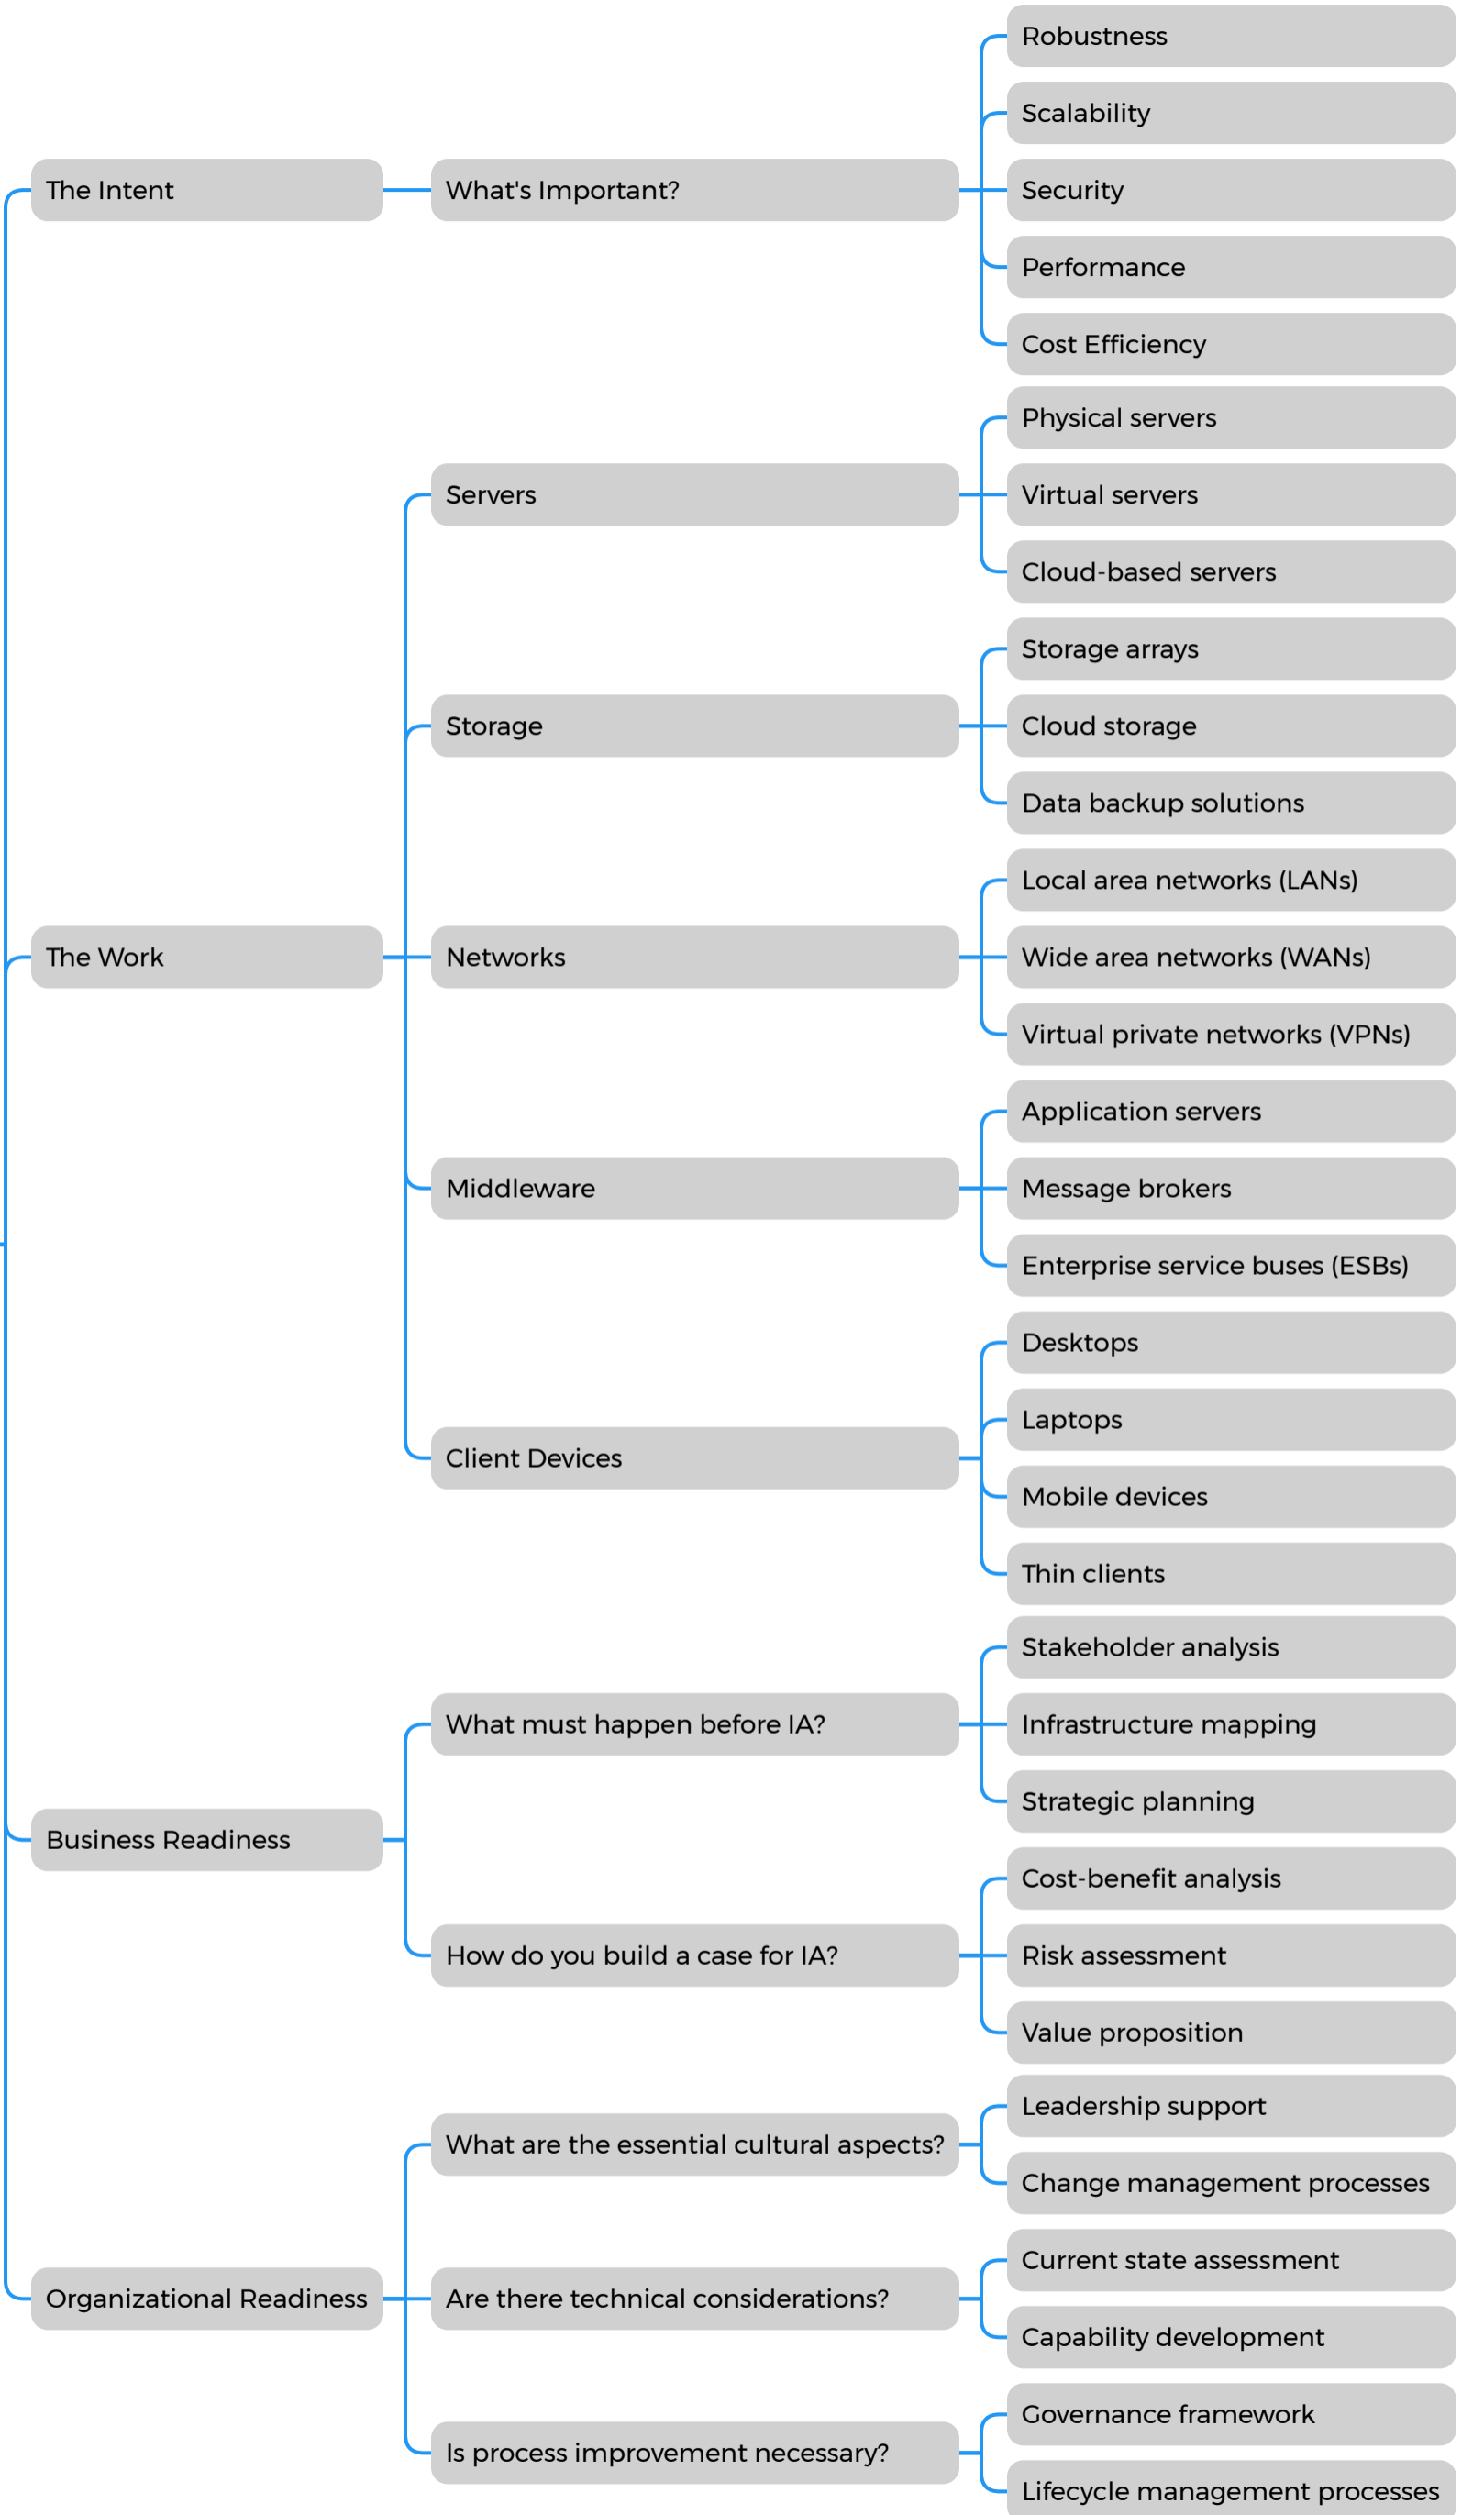 The Intent
What's Important?
Robustness
Scalability
Security
Performance
Cost Efficiency
The Work
Servers
Physical servers
Virtual servers
Cloud-based servers
Storage
Storage arrays
Cloud storage
Data backup solutions
Networks
Local area networks (LANs)
Wide area networks (WANs)
Virtual private networks (VPNs)
Middleware
Application servers
Message brokers
Enterprise service buses (ESBs)
Client Devices
Desktops
Laptops
Mobile devices
Thin clients
Business Readiness
What must happen before IA?
Stakeholder analysis
Infrastructure mapping
Strategic planning
How do you build a case for IA?
Cost-benefit analysis
Risk assessment
Value proposition
Organizational Readiness
What are the essential cultural aspects?
Leadership support
Change management processes
Are there technical considerations?
Current state assessment
Capability development
Is process improvement necessary?
Governance framework
Lifecycle management processes